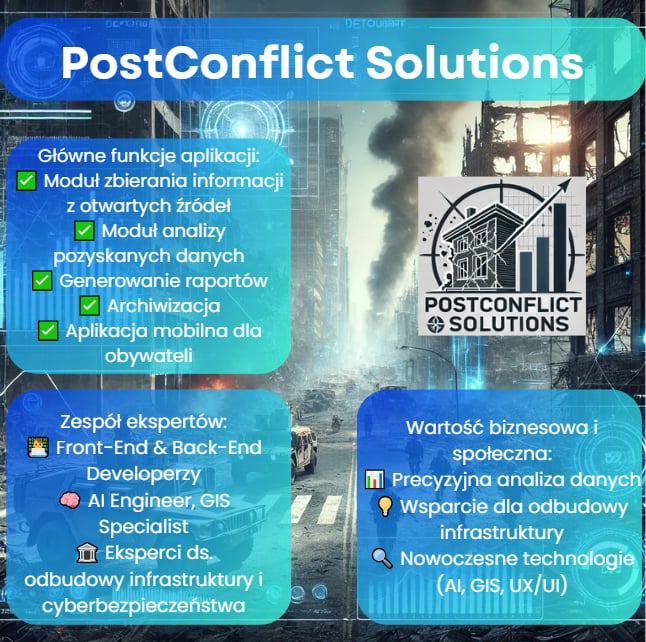 PostConflict Solutions
Główne funkcje aplikacji:
✅ Moduł zbierania informacji
z otwartych źródeł
✅ Moduł analizy
pozyskanych danych
✅ Generowanie raportów
✅ Archiwizacja
✅ Aplikacja mobilna dla
obywateli
POSTCONFLICT
SOLUTIONS
Zespół ekspertów:
👨‍💻 Front-End & Back-End
Developerzy
🧠 AI Engineer, GIS
Specialist
🏛️ Eksperci ds.
odbudowy infrastruktury i
cyberbezpieczeństwa
Wartość biznesowa i
społeczna:
📊 Precyzyjna analiza danych
💡 Wsparcie dla odbudowy
infrastruktury
🔍 Nowoczesne technologie
(AI, GIS, UX/UI)